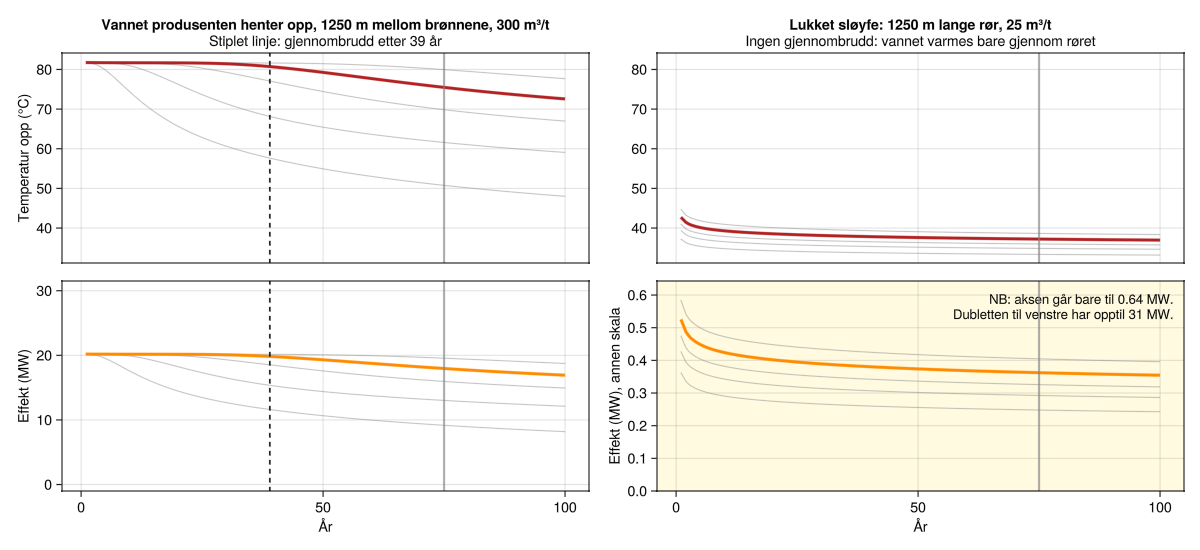 Vannet produsenten henter opp, 1250 m mellom brønnene, 300 m³/t
Stiplet linje: gjennombrudd etter 39 år
80
70
60
50
40
Temperatur opp (°C)
30
20
10
0
Effekt (MW)
0
50
100
År
Lukket sløyfe: 1250 m lange rør, 25 m³/t
Ingen gjennombrudd: vannet varmes bare gjennom røret
80
70
60
50
40
NB: aksen går bare til 0.64 MW.
Dubletten til venstre har opptil 31 MW.
0.6
0.5
0.4
0.3
0.2
0.1
0.0
Effekt (MW), annen skala
0
50
100
År